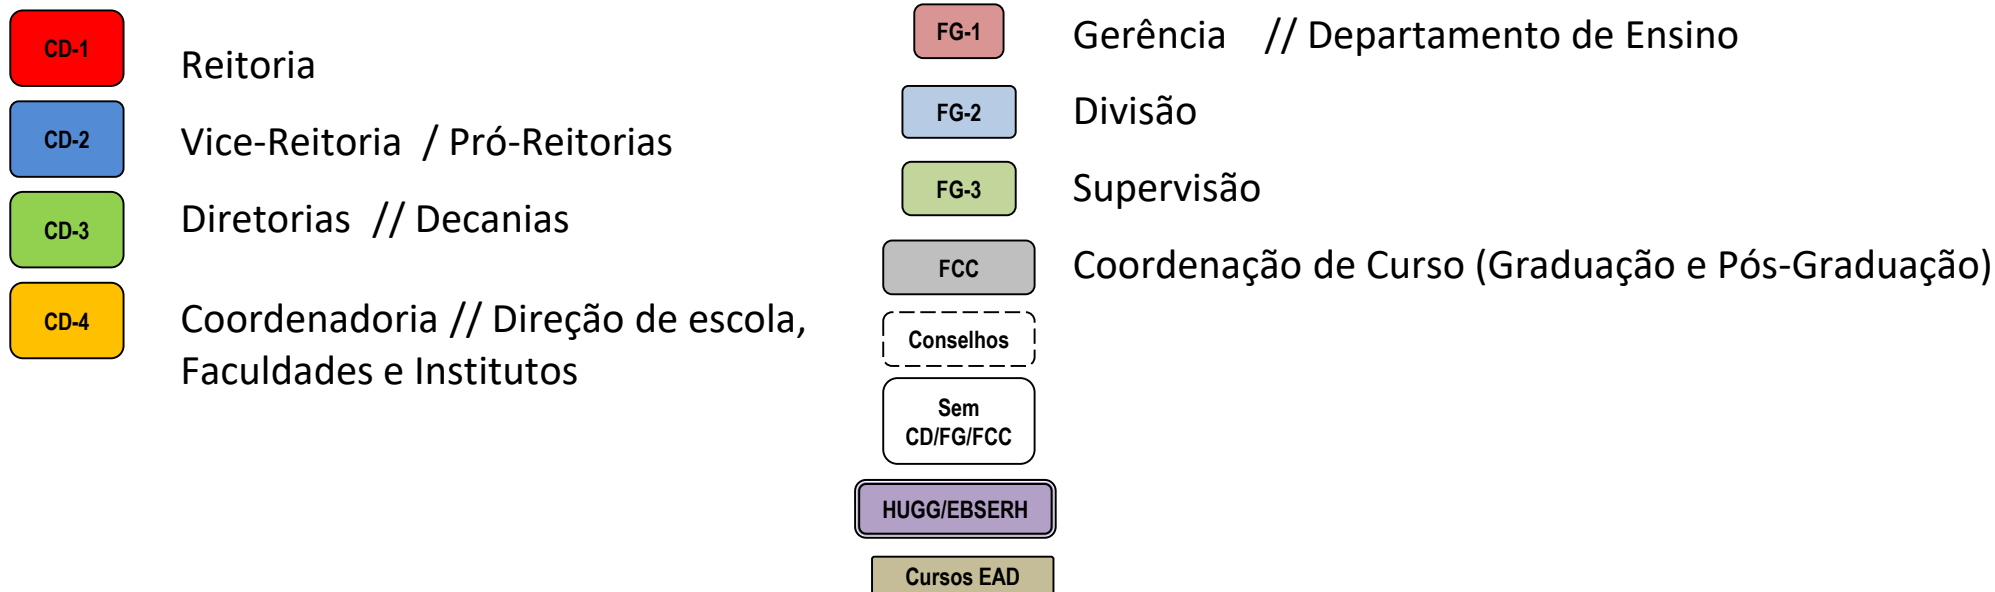 CD-1
Reitoria
CD-2
Vice-Reitoria / Pró-Reitorias
CD-3
Diretorias // Decanias
CD-4
Coordenadoria // Direção de escola,
Faculdades e Institutos
FG-1
Gerência // Departamento de Ensino
FG-2
Divisão
FG-3
Supervisão
FCC
Coordenação de Curso (Graduação e Pós-Graduação)
Conselhos
Sem
CD/FG/FCC
HUGG/EBSERH
Cursos EAD